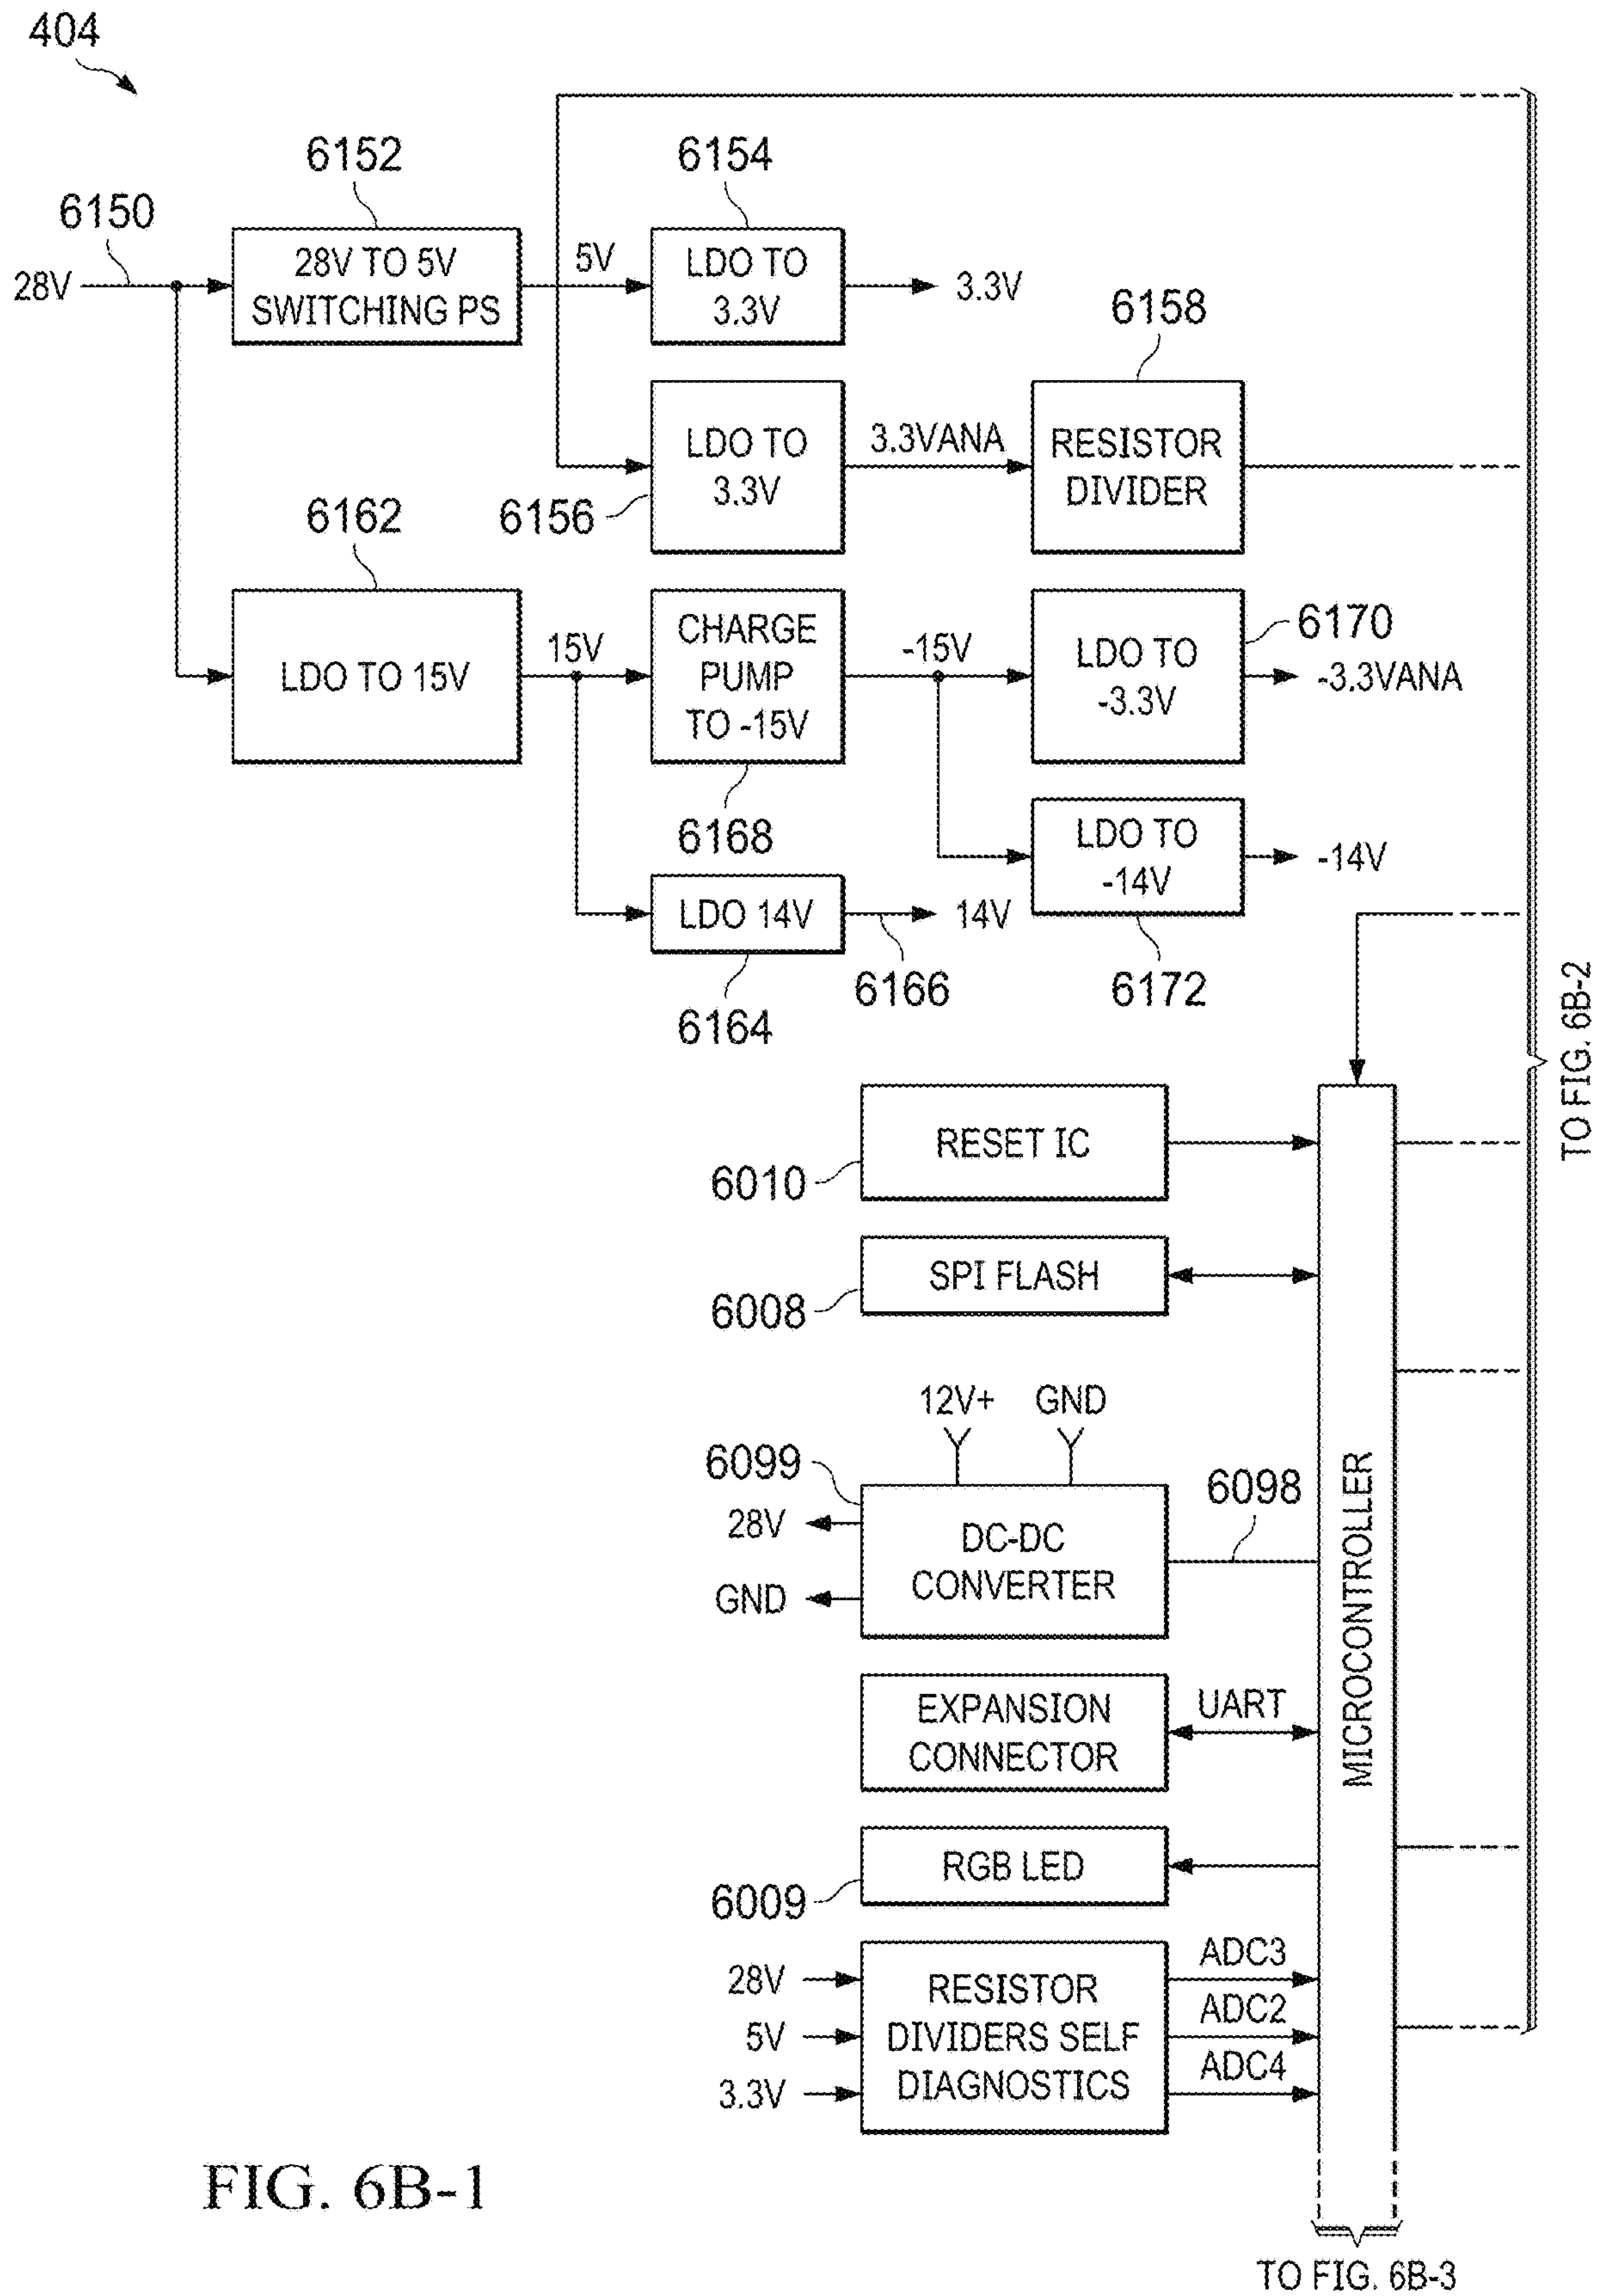 404
6152
6154
6150
28V
28V TO 5V
SWITCHING PS
5V
LDO TO
3.3V
3.3V
6158
LDO TO
3.3V
3.3VANA
RESISTOR
DIVIDER
6156
6162
LDO TO 15V
15V
CHARGE
PUMP
TO -15V
-15V
LDO TO
-3.3V
6170
-3.3VANA
6168
LDO TO
-14V
-14V
LDO 14V
14V
6164
6166
6172
TO FIG. 6B-2
RESET IC
6010
SPI FLASH
6008
12V+
GND
6099
28V
GND
DC-DC
CONVERTER
6098
MICROCONTROLLER
EXPANSION
CONNECTOR
UART
RGB LED
6009
28V
5V
3.3V
RESISTOR
DIVIDERS SELF
DIAGNOSTICS
ADC3
ADC2
ADC4
FIG. 6B-1
TO FIG. 6B-3